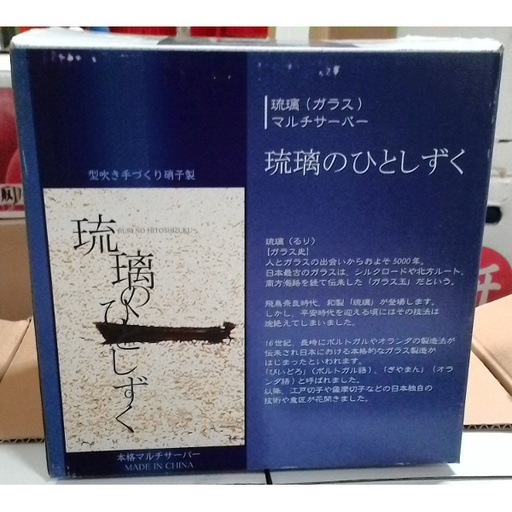 琉璃(ガラス)
マルチサーバー
琉璃のひとしずく
型吹き手づくり硝子製
琉璃のひとしずく
RURI NO HITOSHIZUKU
本格マルチサーバー
MADE IN CHINA
琉璃(るり)
[ガラス史]
人とガラスの出会いからおよそ5000年。
日本最古のガラスは、シルクロードや北方ルート、
南方海路を経て伝来した「ガラス玉」だという。
飛鳥奈良時代、和製「琉璃」が登場します。
しかし、平安時代を迎える頃にはその技法は
途絶えてしまいました。
16世紀、長崎にポルトガルやオランダの製造法が
伝来され日本における本格的なガラス製造が
はじまったといわれます。
「びいどろ」(ポルトガル語)、「ぎやまん」(オラ
ンダ語)と呼ばれました。
以降、江戸切子や薩摩切子などの日本独自の
技術や意匠が花開きました。